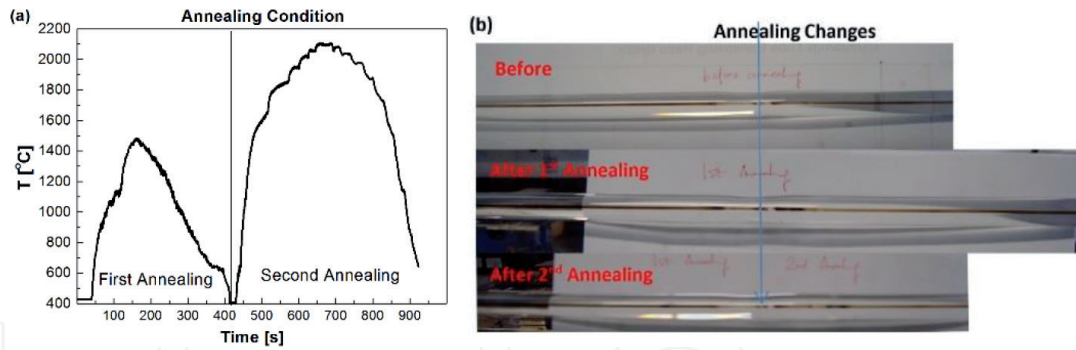 (a)
Annealing Condition
2200
2000
1800
1600
1400
1200
1000
800
600
400
T [°C]
First Annealing
Second Annealing
100 200 300 400 500 600 700 800 900
Time [s]
(b)
Annealing Changes
Before
before annealing
After 1st Annealing
1st Annealing
After 2nd Annealing
1st Annealing 2nd Annealing